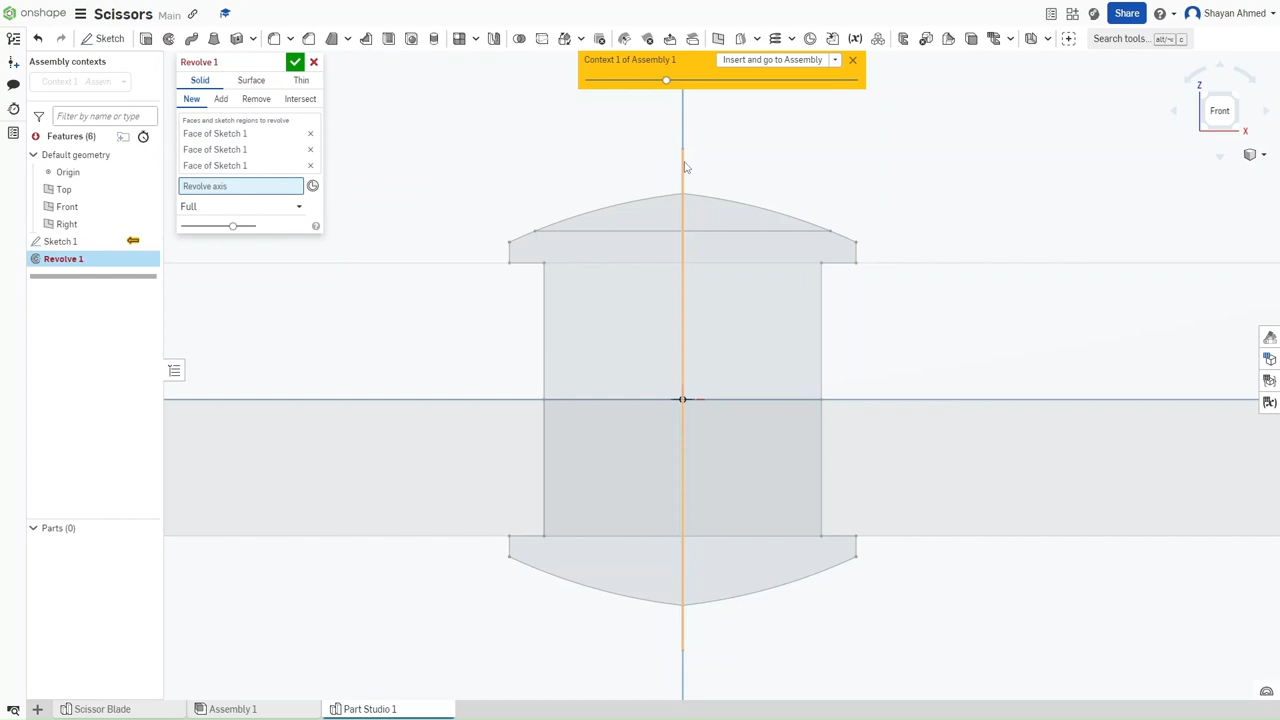 onshape
Scissors Main
Share
Shayan Ahmed
Sketch
Search tools... alt/⌥ c
Assembly contexts
Context 1 Assem
Filter by name or type
Features (6)
Default geometry
Origin
Top
Front
Right
Sketch 1
Revolve 1
Parts (0)
Revolve 1
Solid Surface Thin
New Add Remove Intersect
Faces and sketch regions to revolve
Face of Sketch 1
Face of Sketch 1
Face of Sketch 1
Revolve axis
Full
Context 1 of Assembly 1
Insert and go to Assembly
Z
Front
X
Scissor Blade
Assembly 1
Part Studio 1